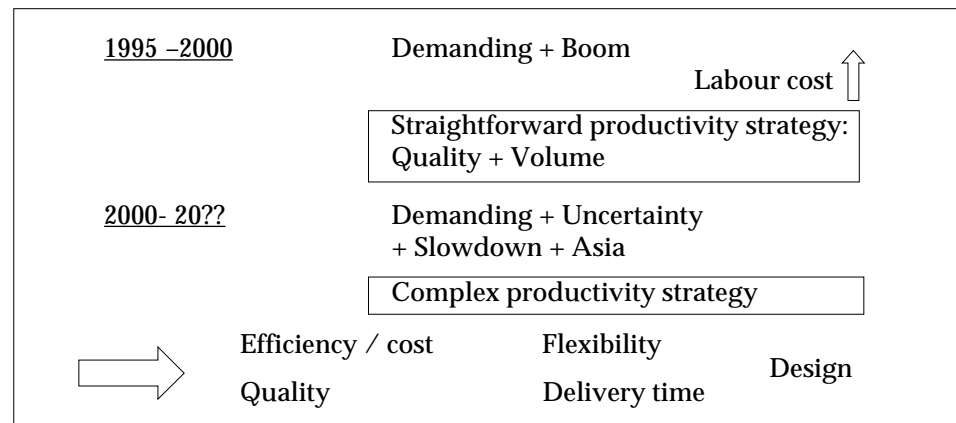 1995 –2000
Demanding + Boom
Labour cost
Straightforward productivity strategy:
Quality + Volume
2000- 20??
Demanding + Uncertainty
+ Slowdown + Asia
Complex productivity strategy
Efficiency / cost
Flexibility
Design
Quality
Delivery time